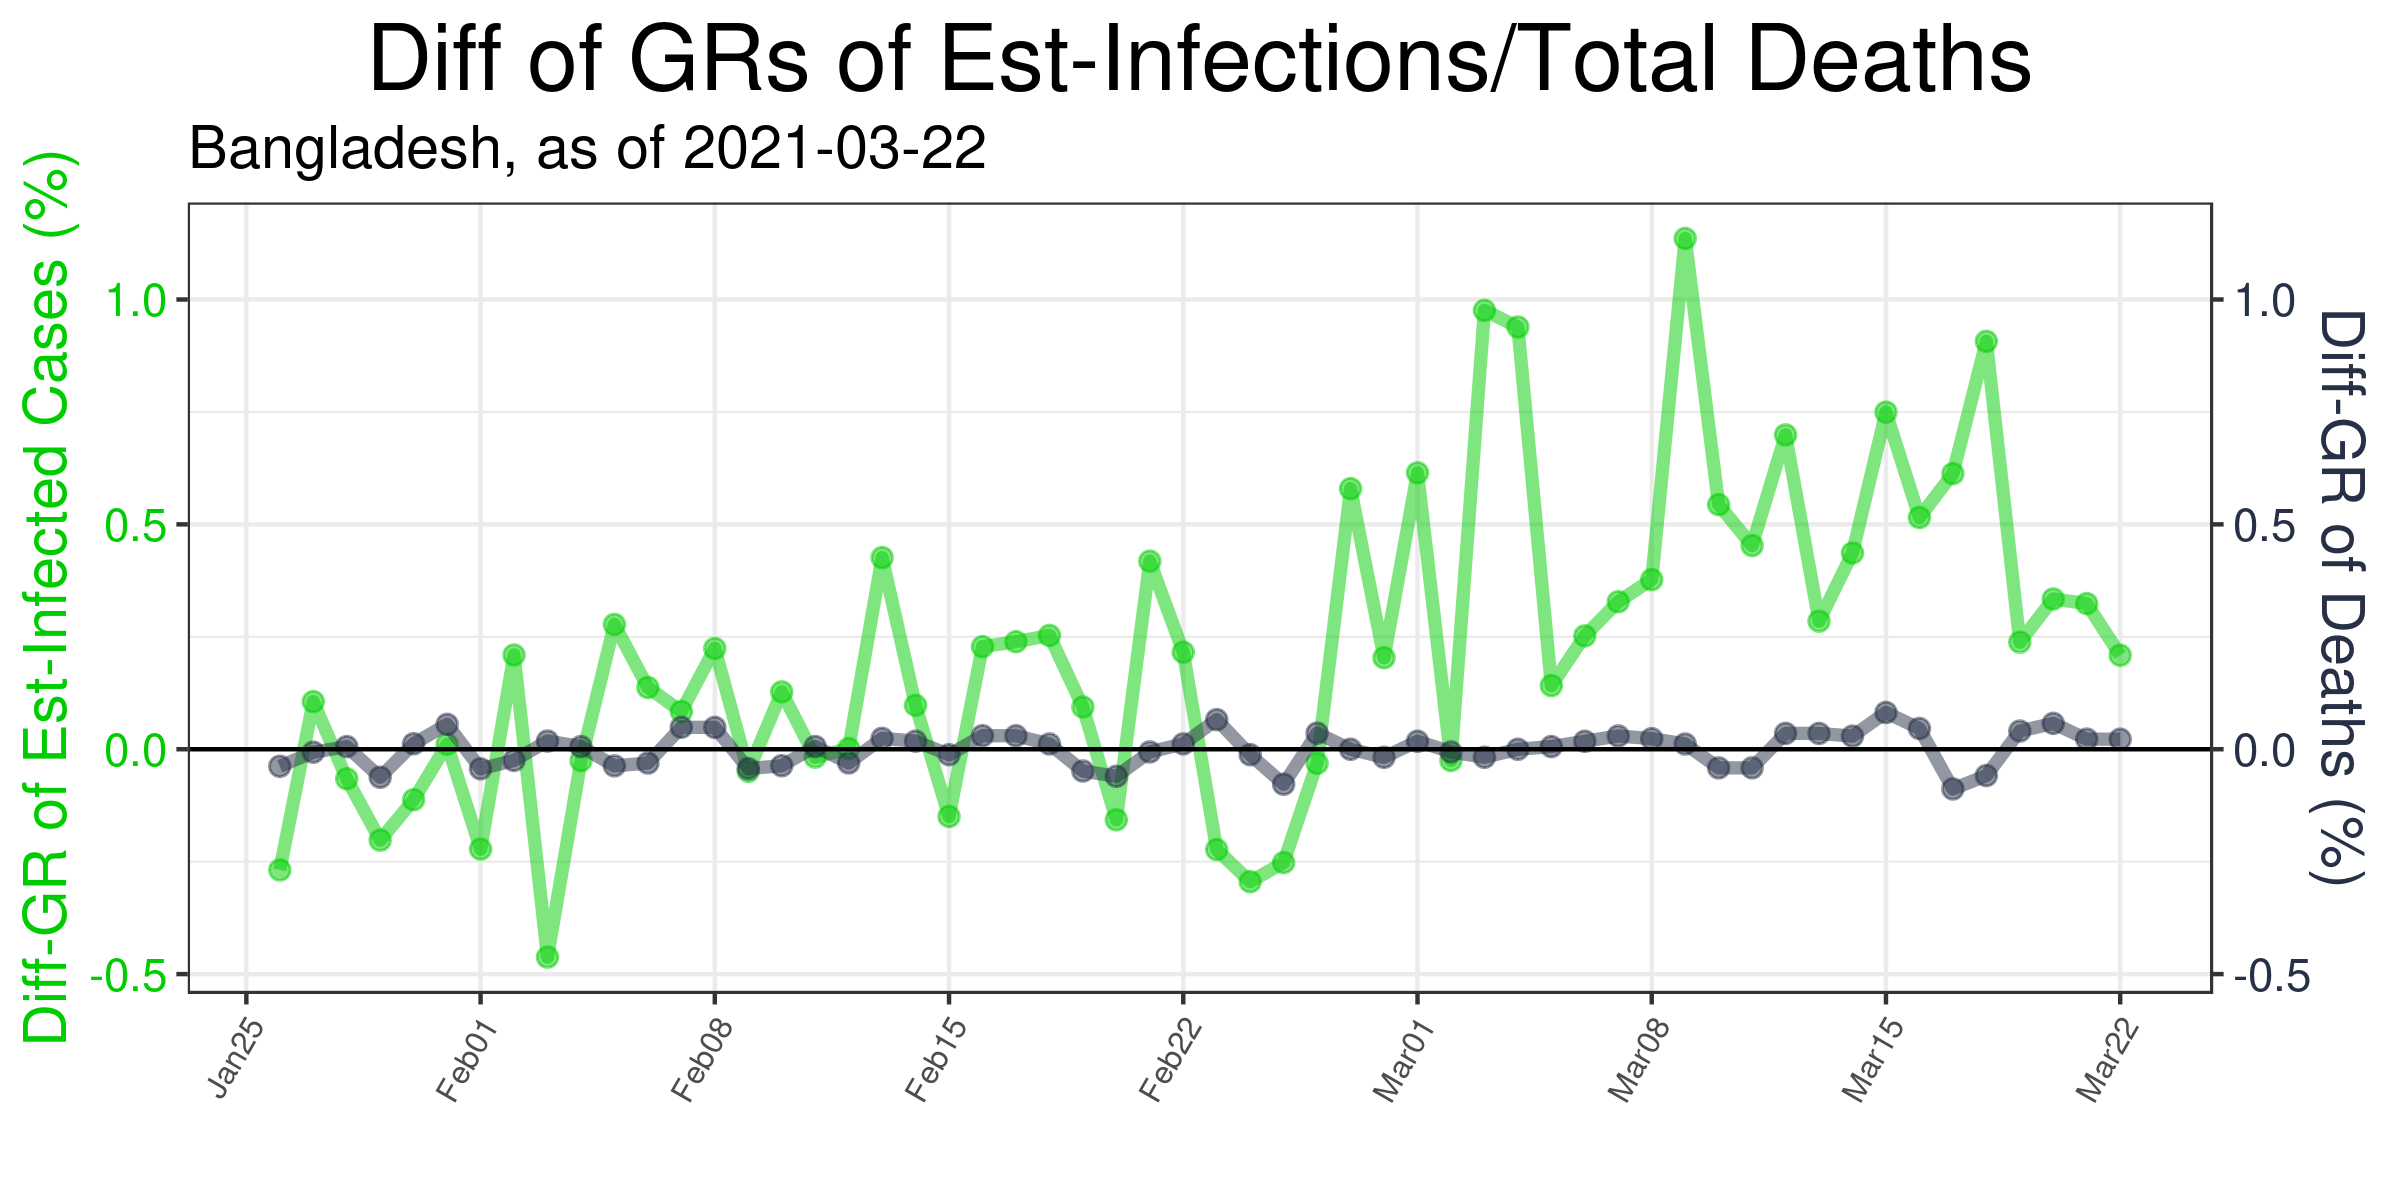 Diff of GRs of Est-Infections/Total Deaths
Bangladesh, as of 2021-03-22
Diff-GR of Est-Infected Cases (%)
1.0
0.5
0.0
-0.5
1.0
0.5
0.0
-0.5
Diff-GR of Deaths (%)
Jan25
Feb01
Feb08
Feb15
Feb22
Mar01
Mar08
Mar15
Mar22